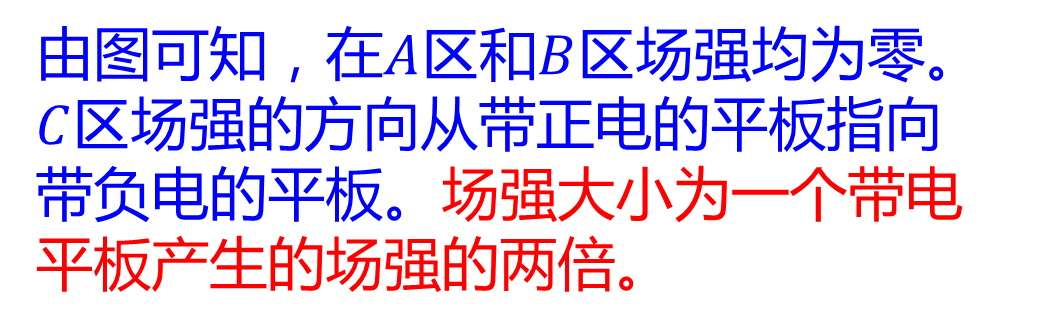 由图可知，在A区和B区场强均为零。
C区场强的方向从带正电的平板指向
带负电的平板。场强大小为一个带电
平板产生的场强的两倍。